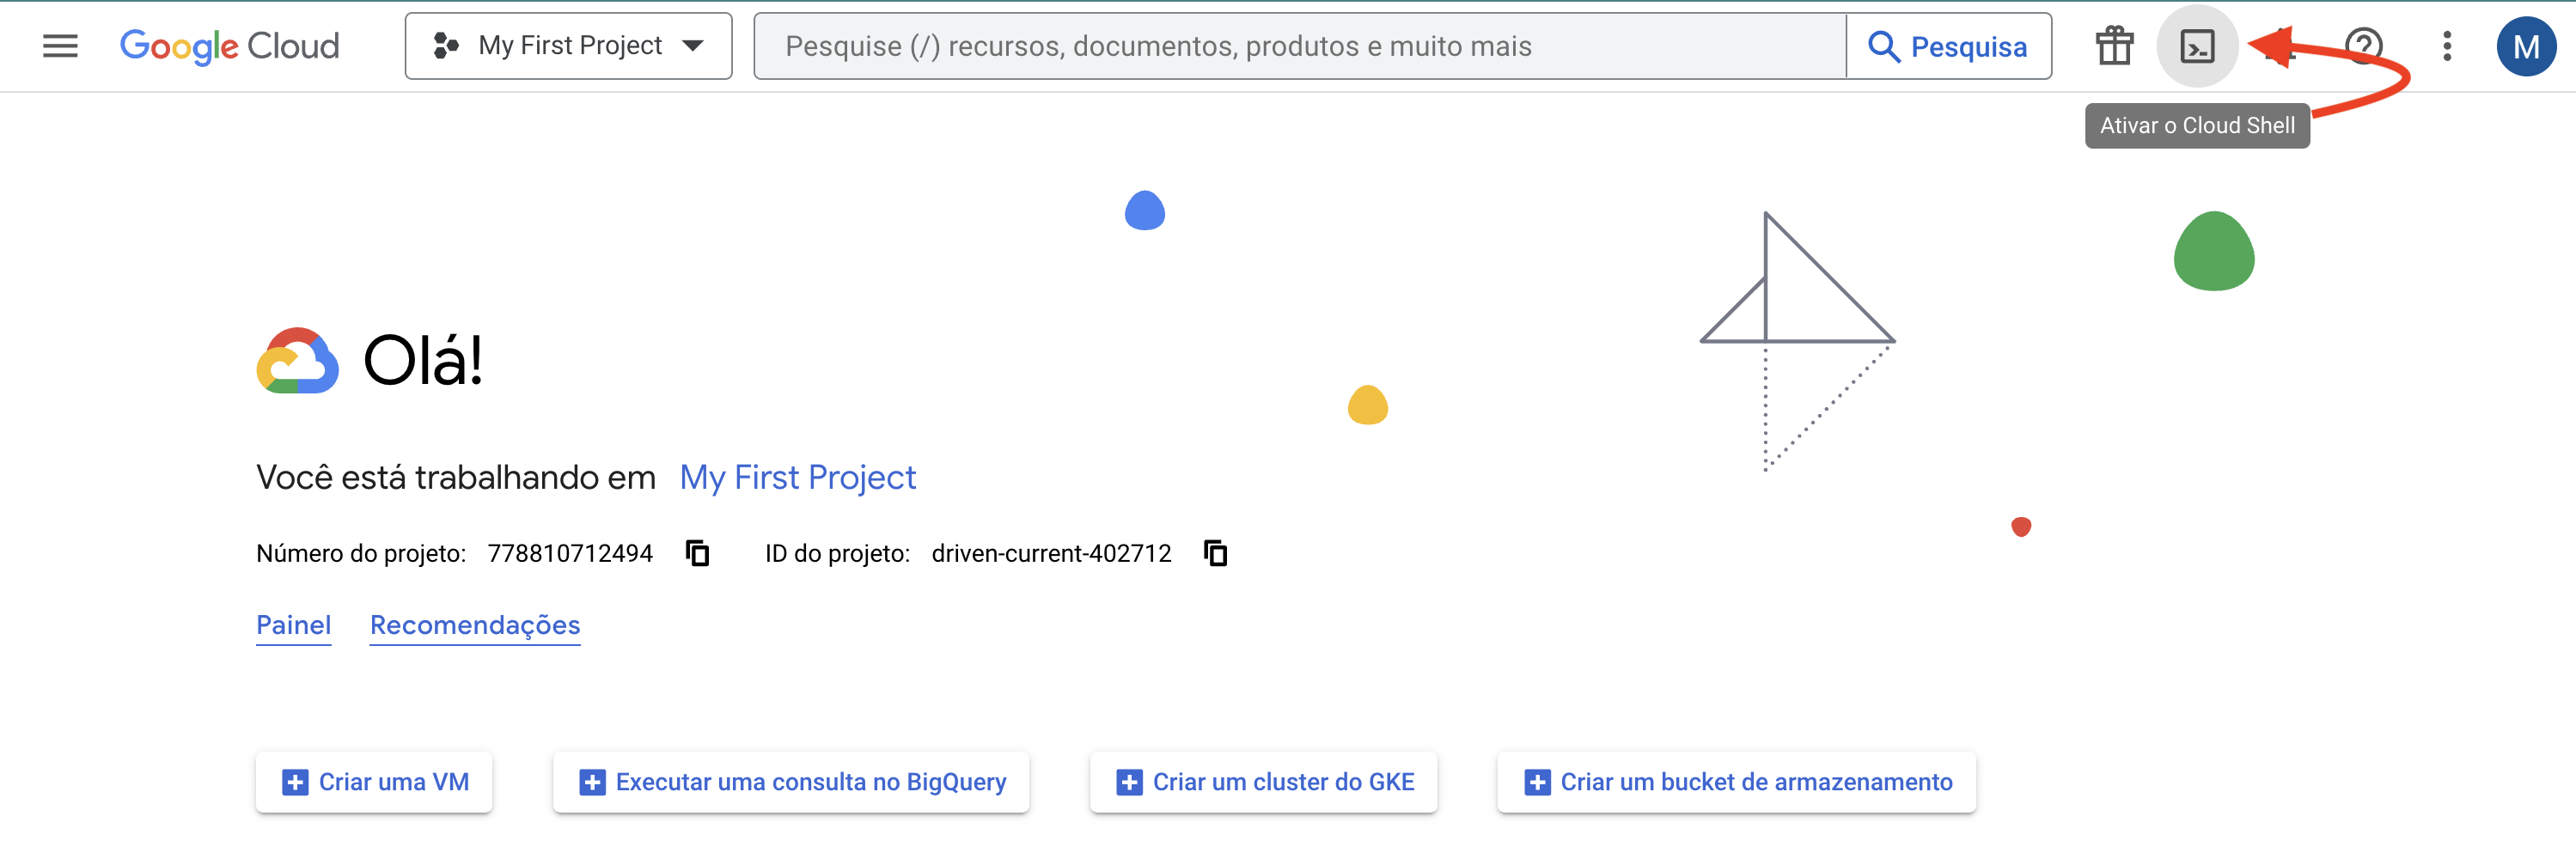 Google Cloud
My First Project
Pesquise (/) recursos, documentos, produtos e muito mais
Pesquisa
M
Ativar o Cloud Shell
Olá!
Você está trabalhando em My First Project
Número do projeto: 778810712494 ID do projeto: driven-current-402712
Painel Recomendações
Criar uma VM
Executar uma consulta no BigQuery
Criar um cluster do GKE
Criar um bucket de armazenamento